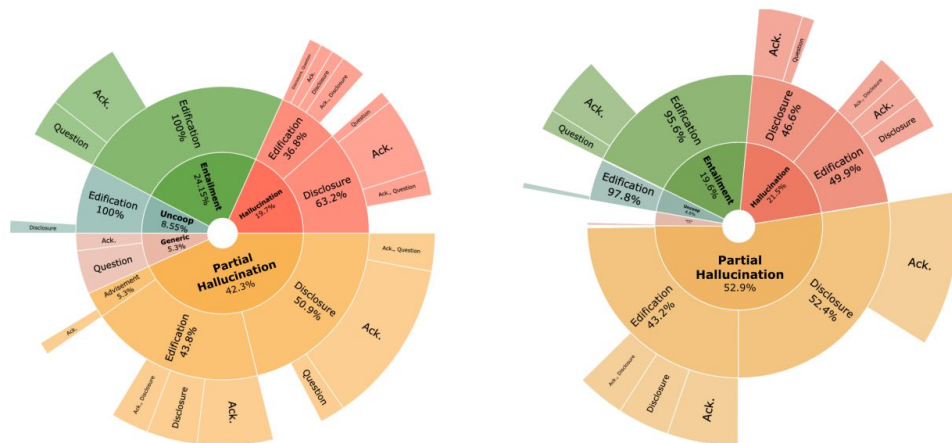 Ack.
Question
Edification
100%
Entailment
24.15%
Edification
100%
Uncoop
8.55%
Disclosure
Generic
5.3%
Ack.
Question
Hallucination
19.7%
Edification
36.8%
Ack.
Disclosure
Ack., Disclosure
Disclosure
63.2%
Question
Ack.
Ack., Question
Partial
Hallucination
42.3%
Advisement
5.3%
Ack.
Edification
43.8%
Ack., Disclosure
Disclosure
Ack.
Disclosure
50.9%
Ack., Question
Ack.
Question
Ack.
Question
Edification
95.6%
Entailment
19.6%
Edification
97.8%
Uncoop
Hallucination
21.5%
Disclosure
46.6%
Ack.
Question
Edification
49.9%
Ack., Disclosure
Ack.
Disclosure
Partial
Hallucination
52.9%
Edification
43.2%
Ack., Disclosure
Disclosure
Ack.
Disclosure
52.4%
Ack.